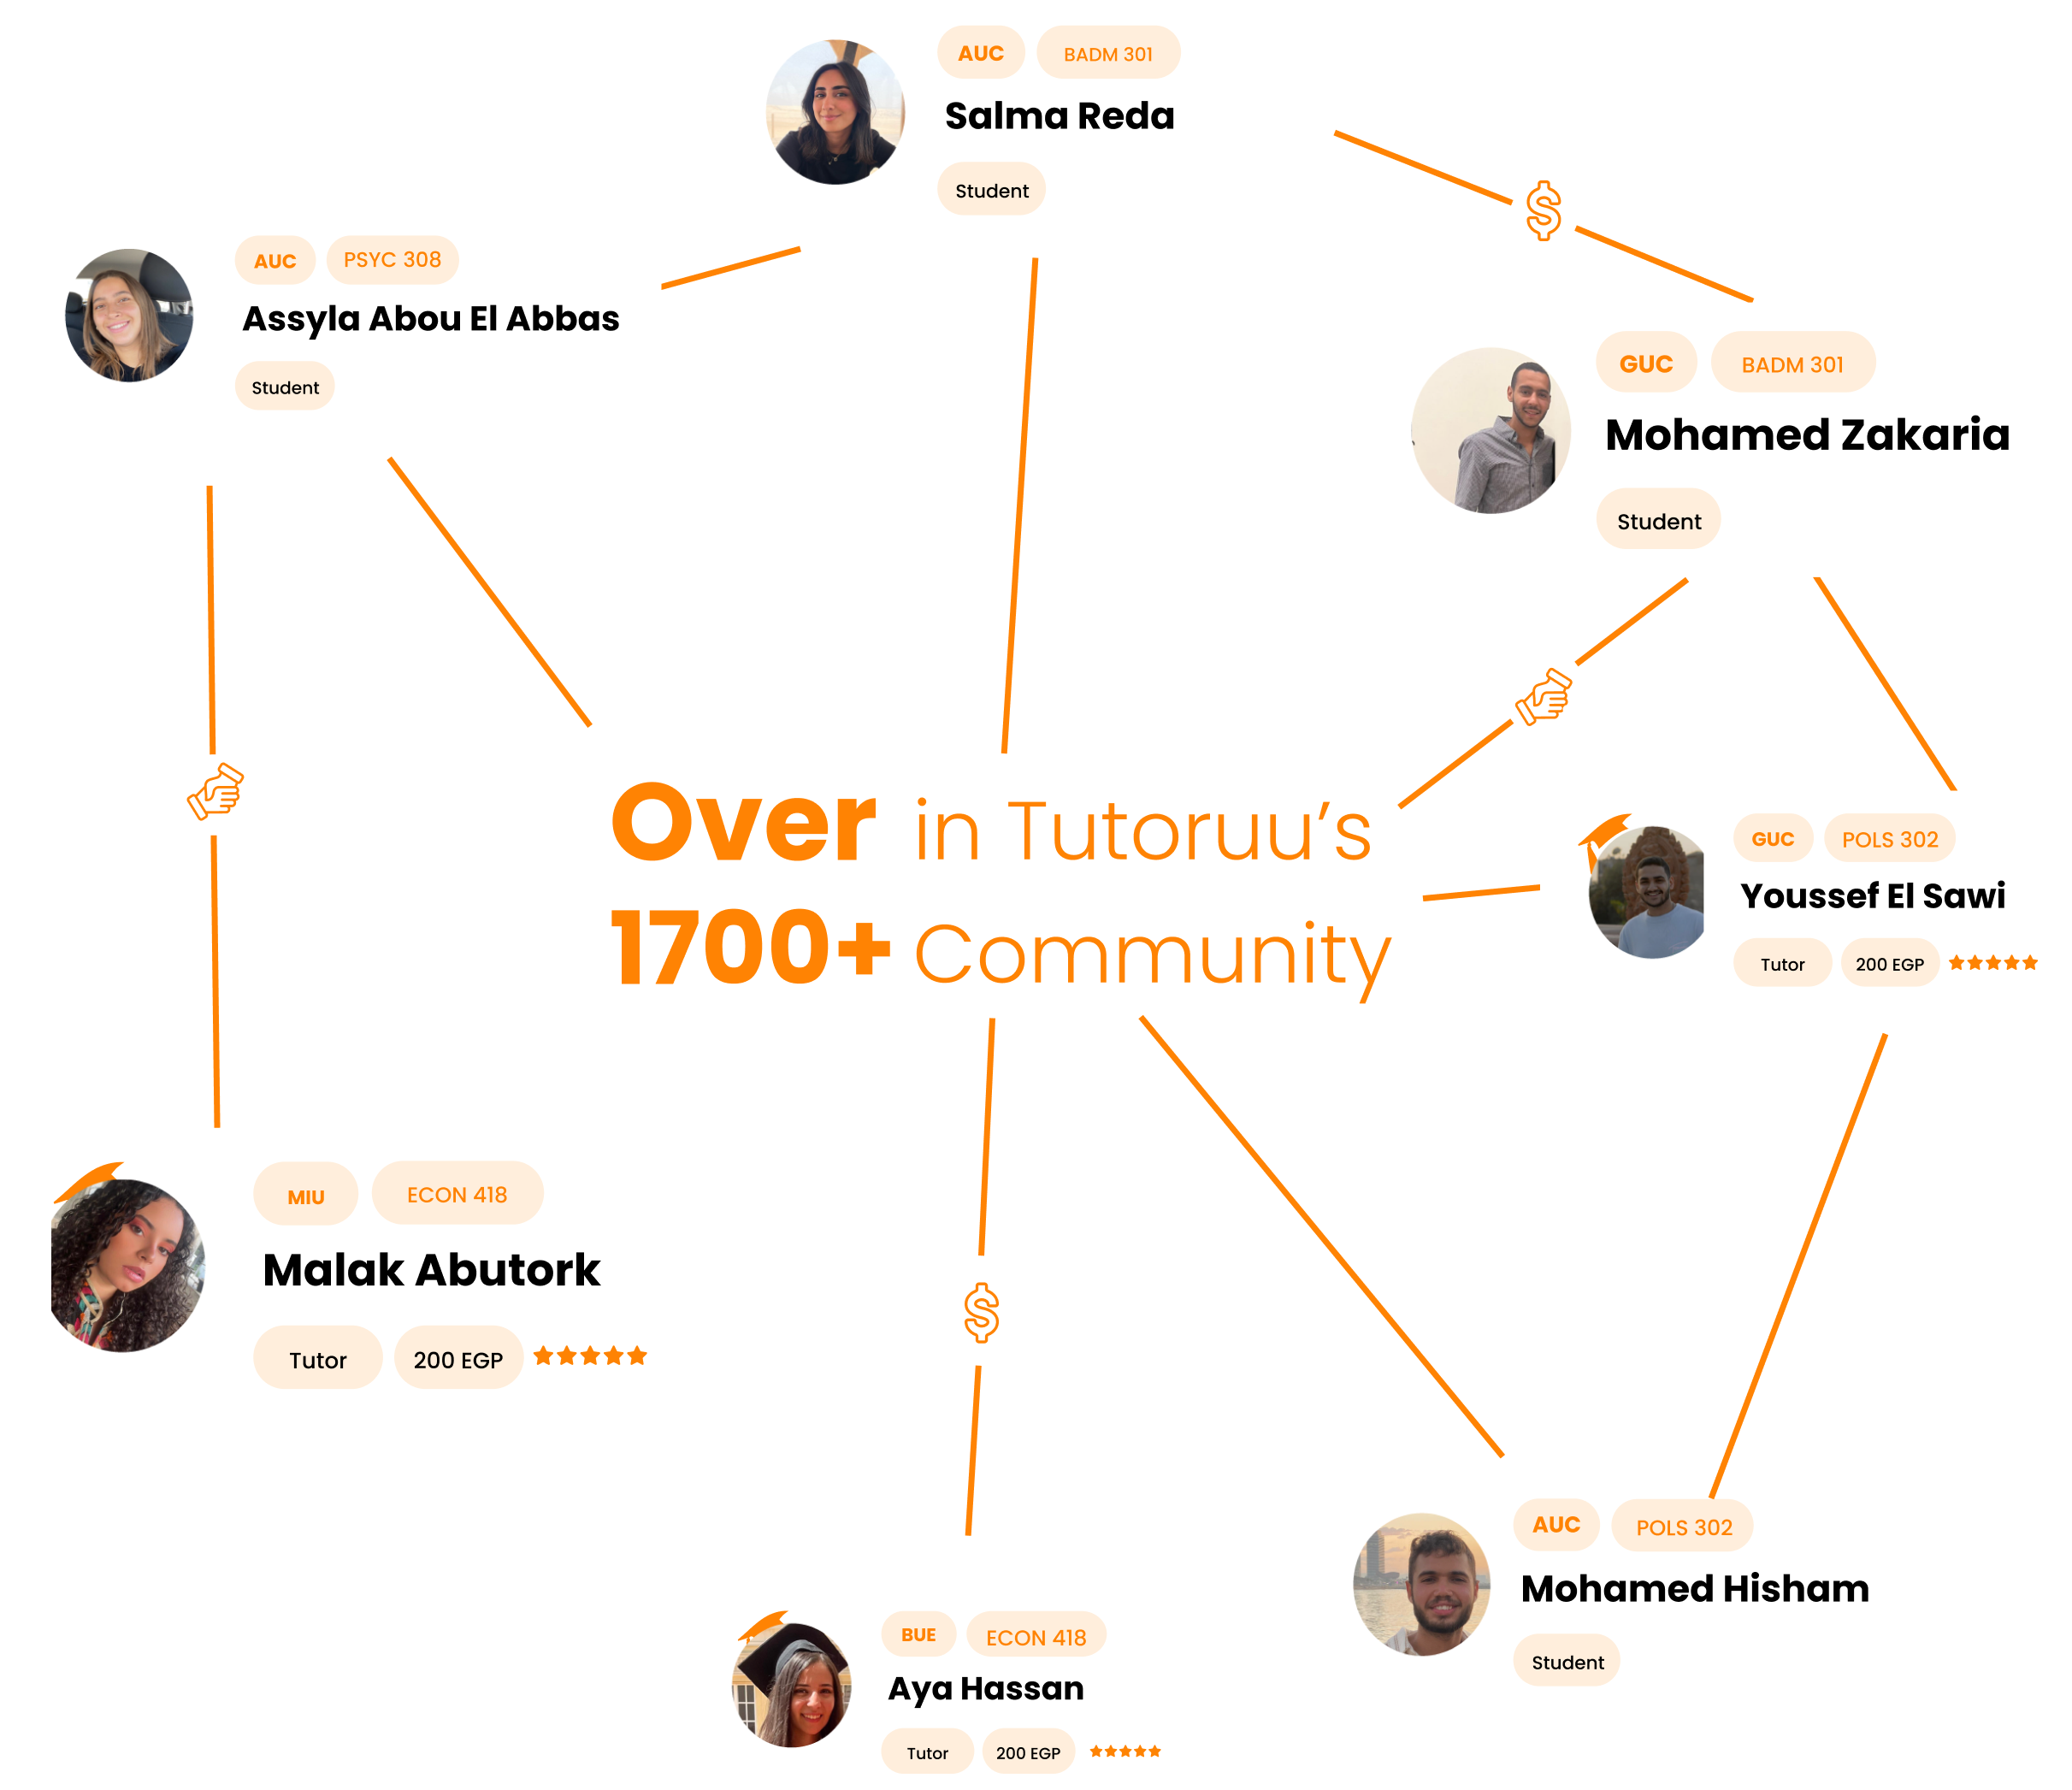 AUC BADM 301
Salma Reda
Student
AUC PSYC 308
Assyla Abou El Abbas
Student
GUC BADM 301
Mohamed Zakaria
Student
Over in Tutoruu’s
1700+ Community
GUC POLS 302
Youssef El Sawi
Tutor 200 EGP
MIU ECON 418
Malak Abutork
Tutor 200 EGP
AUC POLS 302
Mohamed Hisham
Student
BUE ECON 418
Aya Hassan
Tutor 200 EGP